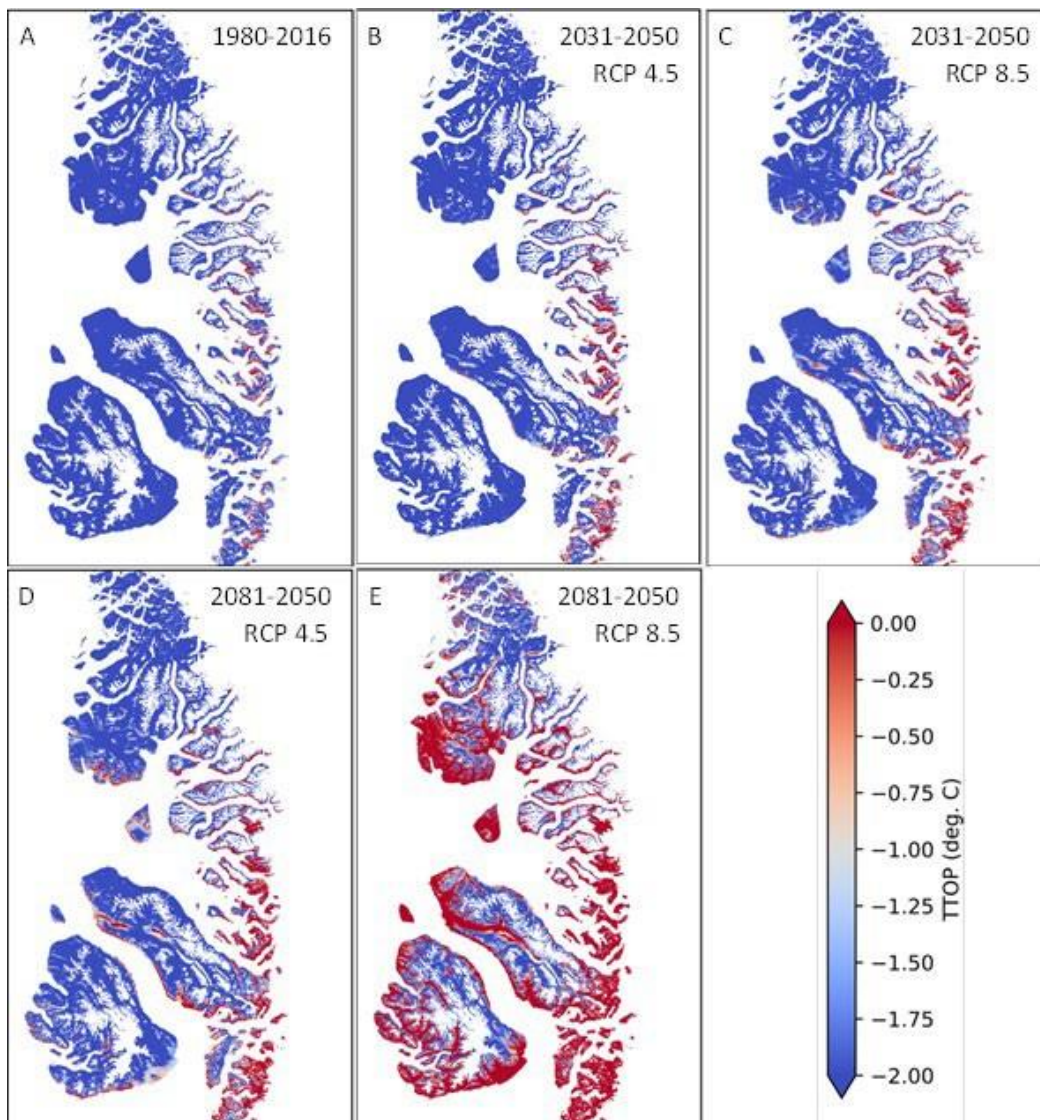 A
1980-2016
B
2031-2050
RCP 4.5
C
2031-2050
RCP 8.5
D
2081-2050
RCP 4.5
E
2081-2050
RCP 8.5
0.00
−0.25
−0.50
−0.75
−1.00
−1.25
−1.50
−1.75
−2.00
TTOP (deg. C)